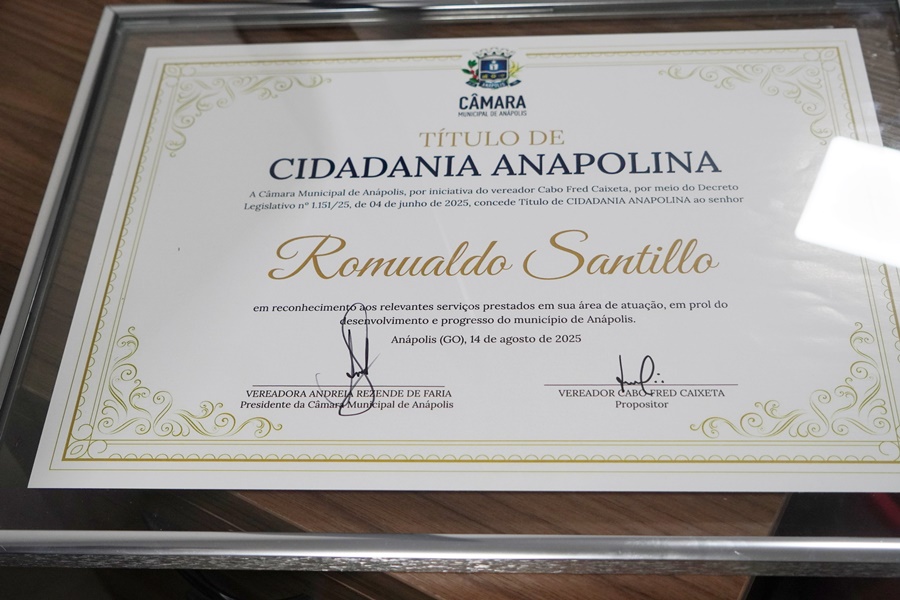 CÂMARA
MUNICIPAL DE ANÁPOLIS
TÍTULO DE
CIDADANIA ANAPOLINA
A Câmara Municipal de Anápolis, por iniciativa do vereador Cabo Fred Caixeta, por meio do Decreto
Legislativo nº 1.151/25, de 04 de junho de 2025, concede Título de CIDADANIA ANAPOLINA ao senhor
Romualdo Santillo
em reconhecimento aos relevantes serviços prestados em sua área de atuação, em prol do
desenvolvimento e progresso do município de Anápolis.
Anápolis (GO), 14 de agosto de 2025
VEREADORA ANDREIA REZENDE DE FARIA
Presidente da Câmara Municipal de Anápolis
VEREADOR CABO FRED CAIXETA
Propositor